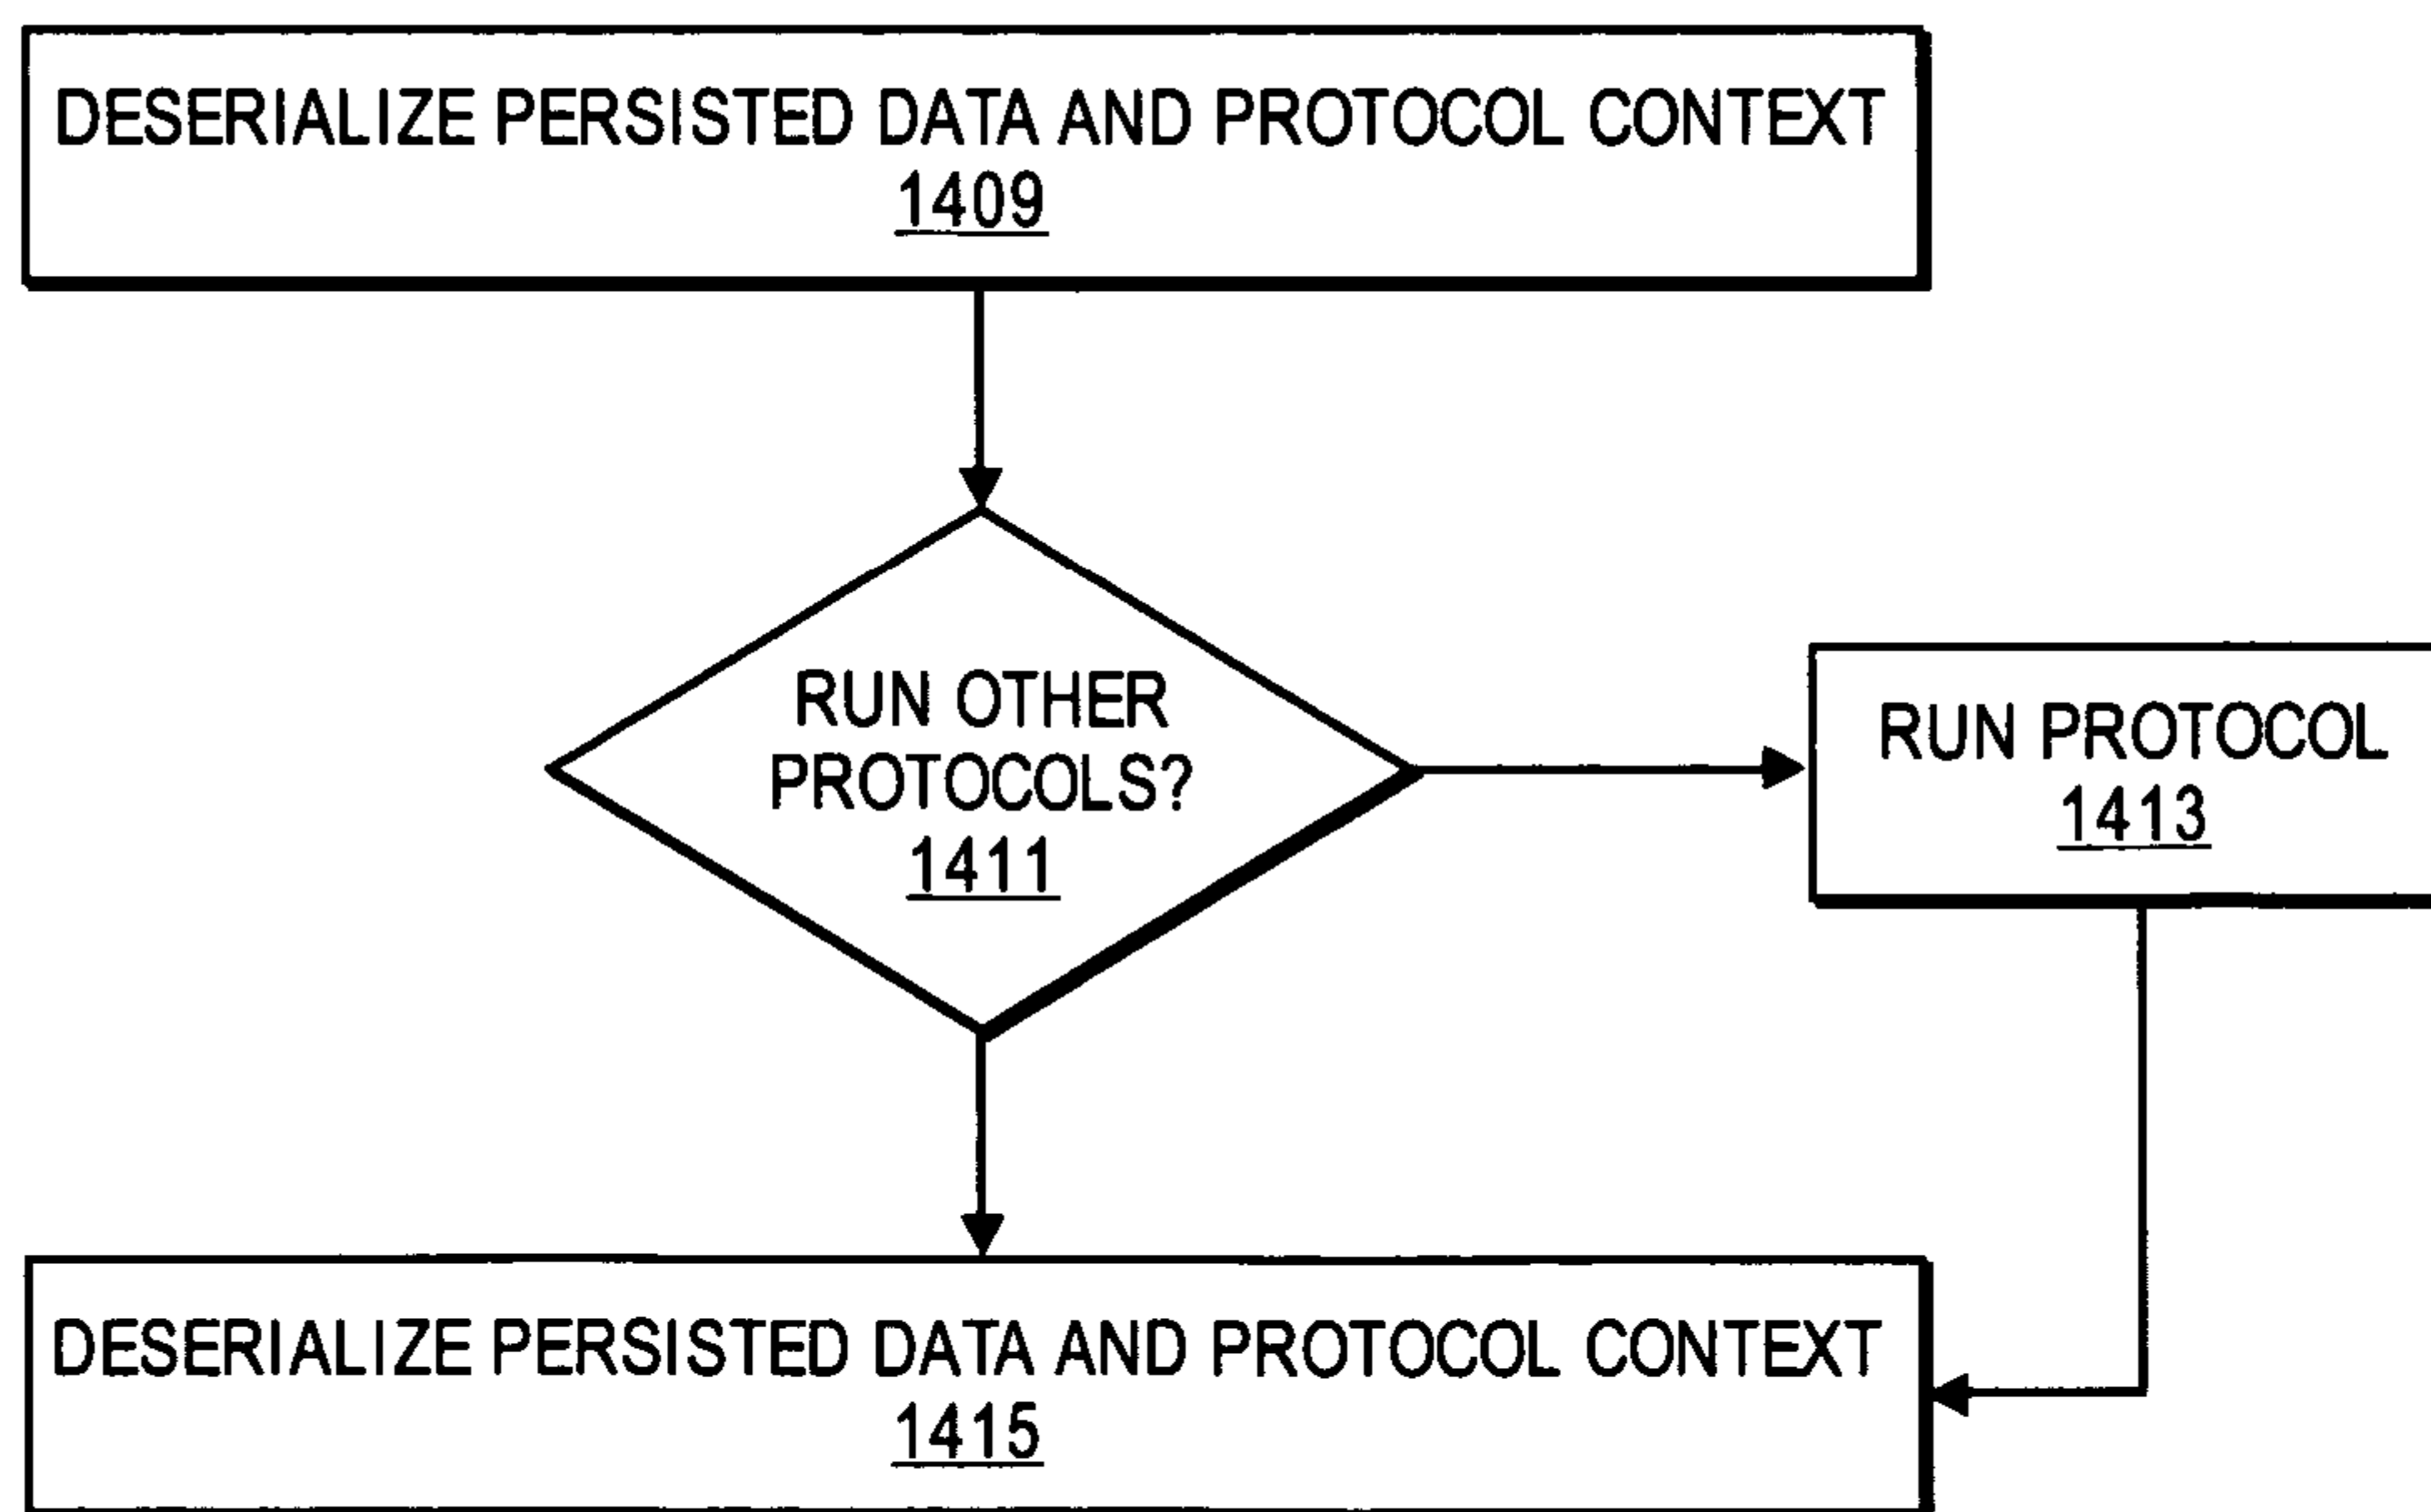 DESERIALIZE PERSISTED DATA AND PROTOCOL CONTEXT
1409
RUN OTHER
PROTOCOLS?
1411
RUN PROTOCOL
1413
DESERIALIZE PERSISTED DATA AND PROTOCOL CONTEXT
1415